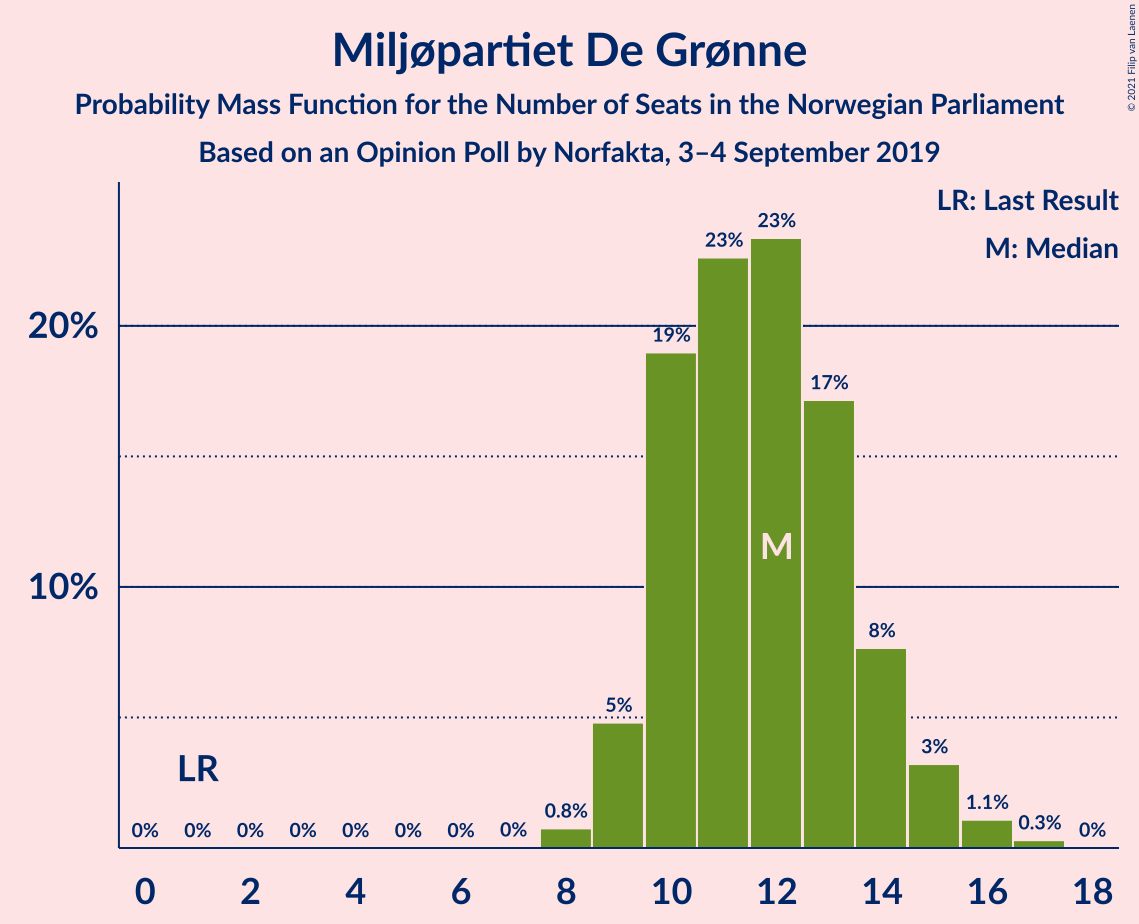 Miljøpartiet De Grønne
Probability Mass Function for the Number of Seats in the Norwegian Parliament
Based on an Opinion Poll by Norfakta, 3–4 September 2019
© 2021 Filip van Laenen
LR: Last Result
M: Median
20%
10%
0% 0% 0% 0% 0% 0% 0% 0% 0.8% 5% 19% 23% 23% 17% 8% 3% 1.1% 0.3% 0%
LR
M
0 2 4 6 8 10 12 14 16 18